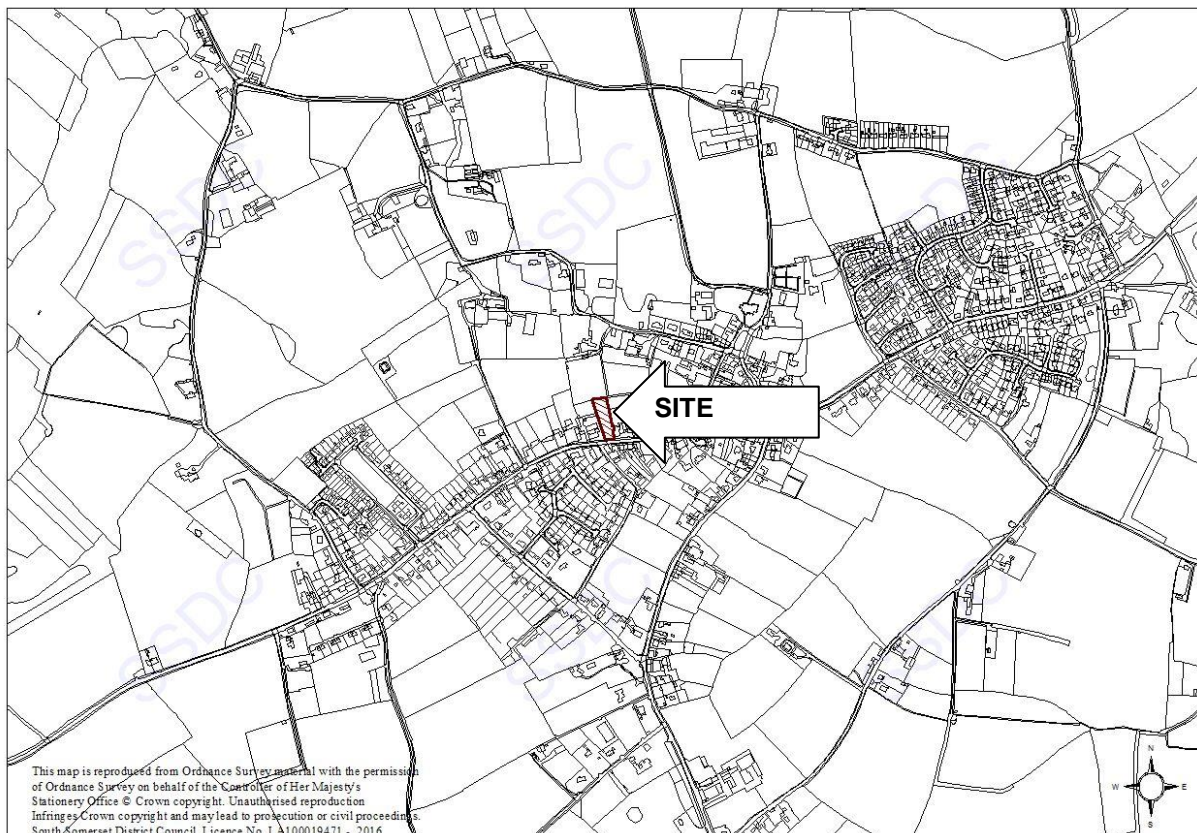 SSDC
SSDC
SSDC
SITE
SSDC
SSDC
SSDC
This map is reproduced from Ordnance Survey material with the permission
of Ordnance Survey on behalf of the Controller of Her Majesty's
Stationery Office © Crown copyright. Unauthorised reproduction
Infringes Crown copyright and may lead to prosecution or civil proceedings.
South Somerset District Council, Licence No. LA100019471 - 2016
N
W E
S